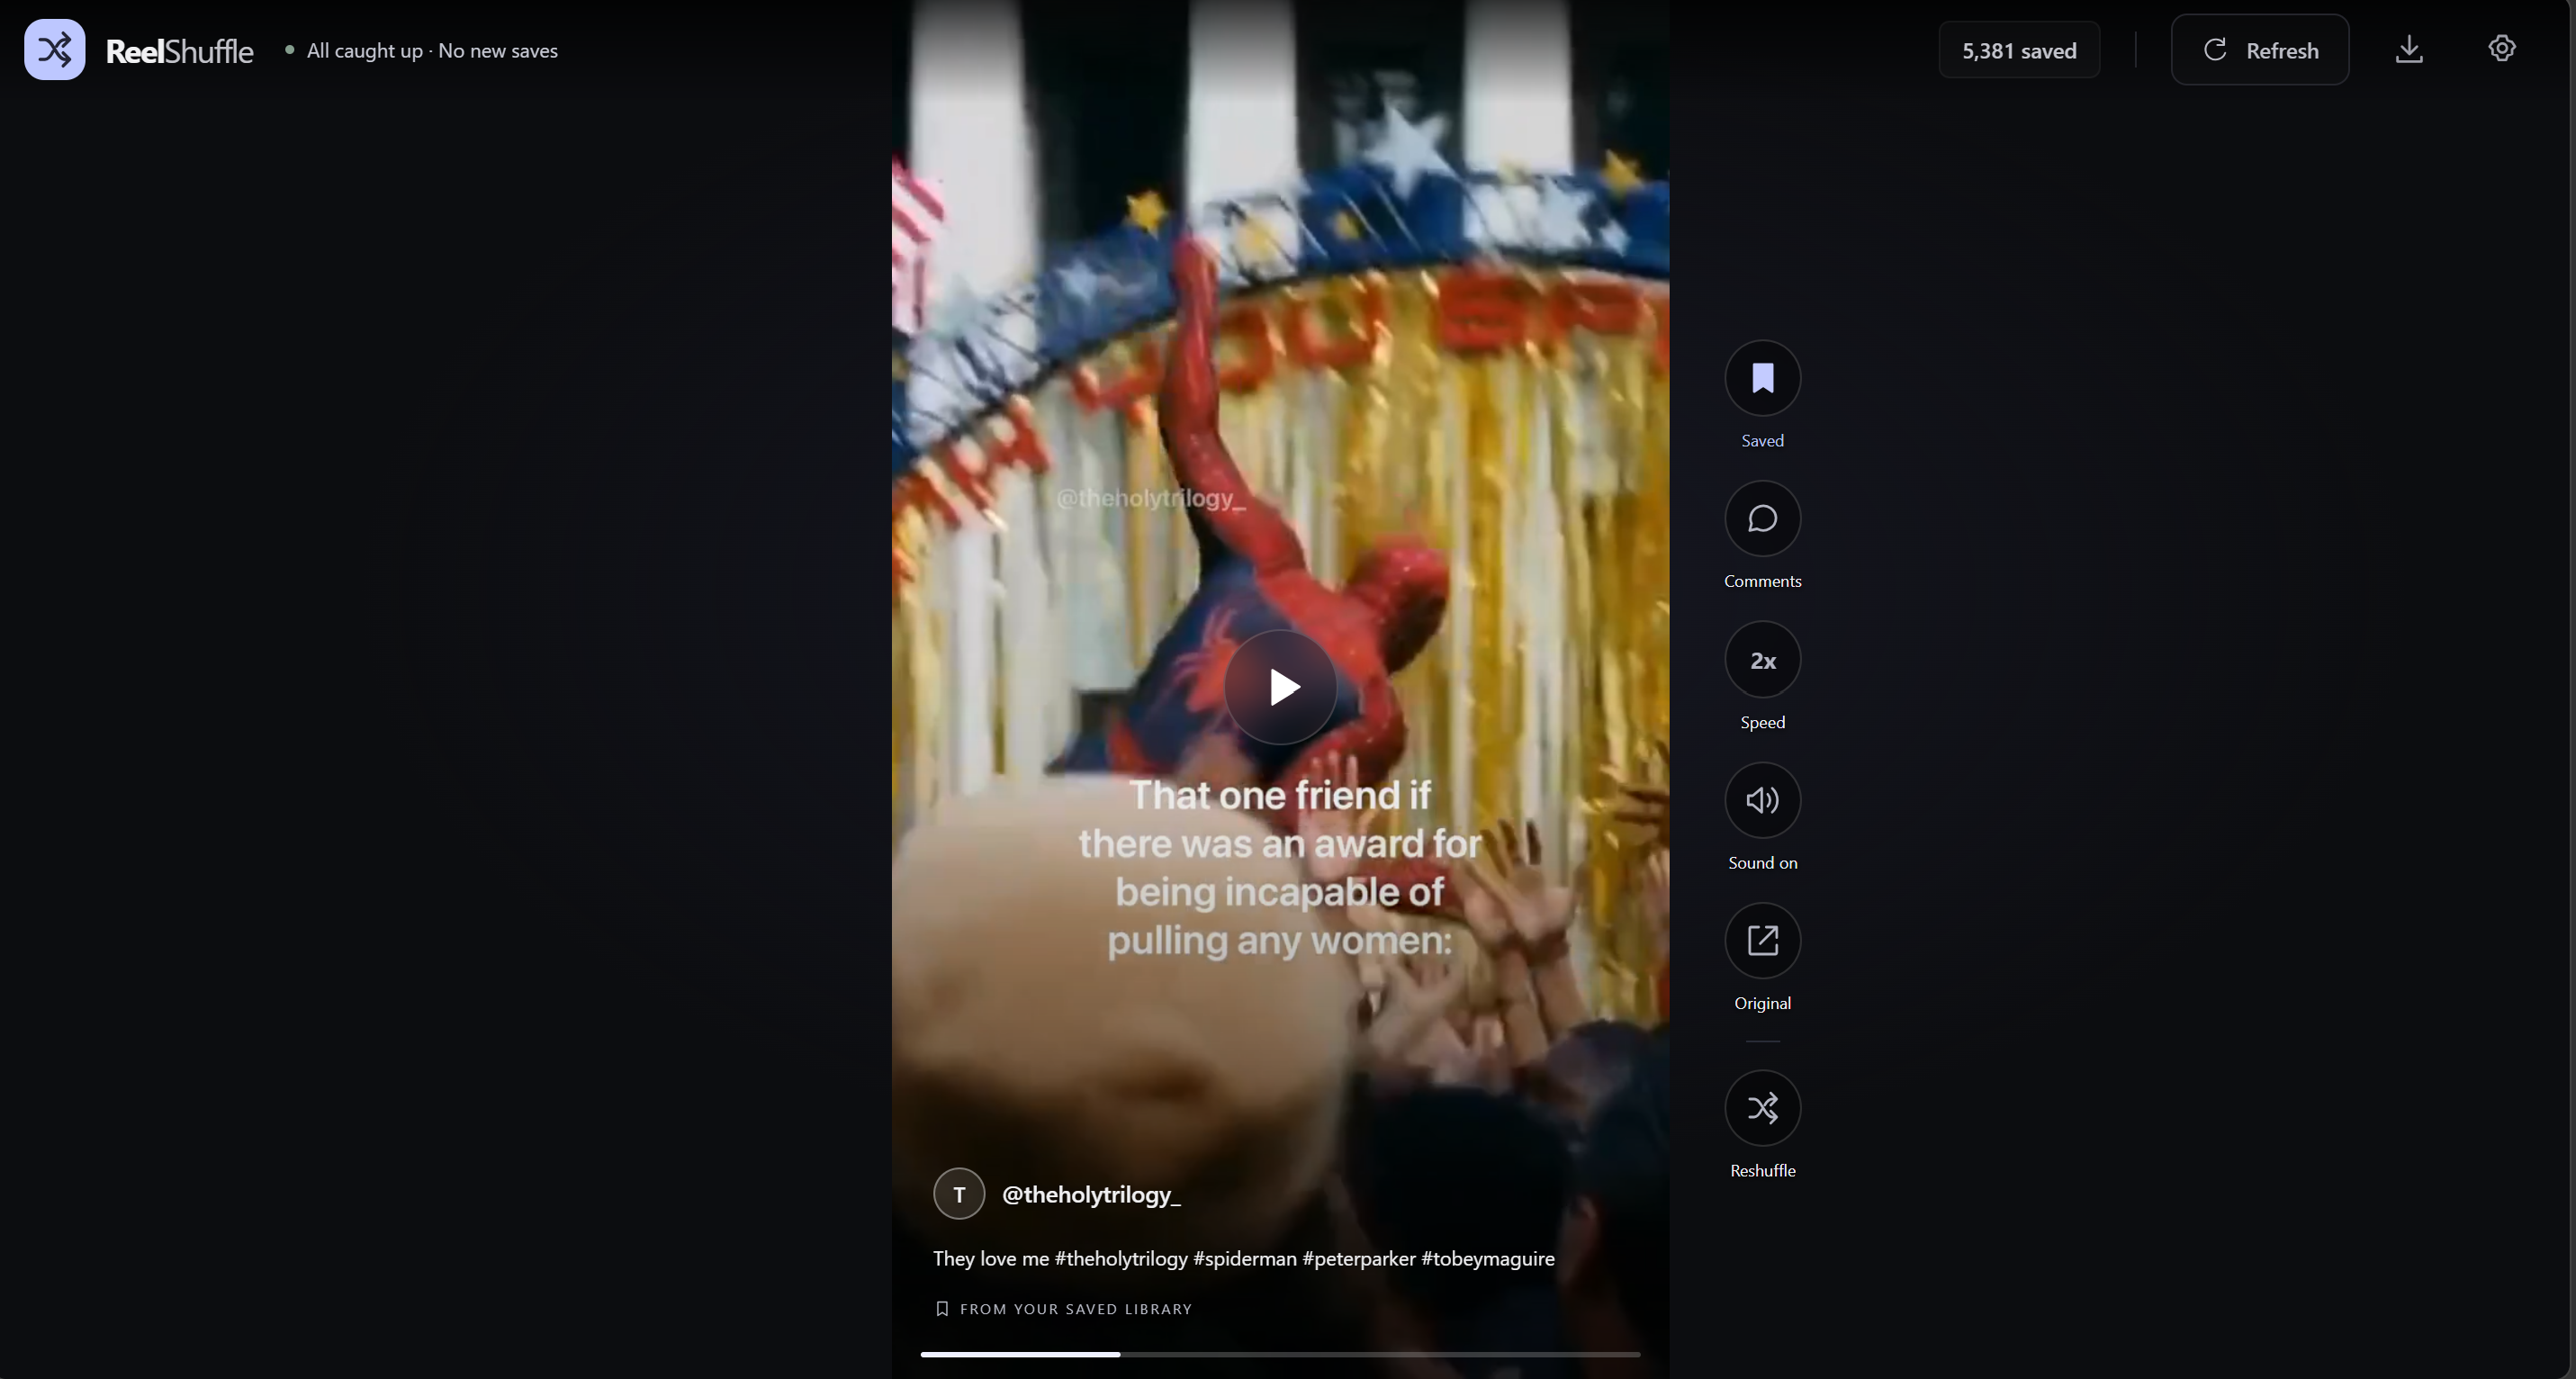 ReelShuffle
All caught up · No new saves
5,381 saved
Refresh
YOU SP
@theholytrilogy_
That one friend if
there was an award for
being incapable of
pulling any women:
Saved
Comments
2x
Speed
Sound on
Original
Reshuffle
T
@theholytrilogy_
They love me #theholytrilogy #spiderman #peterparker #tobeymaguire
FROM YOUR SAVED LIBRARY